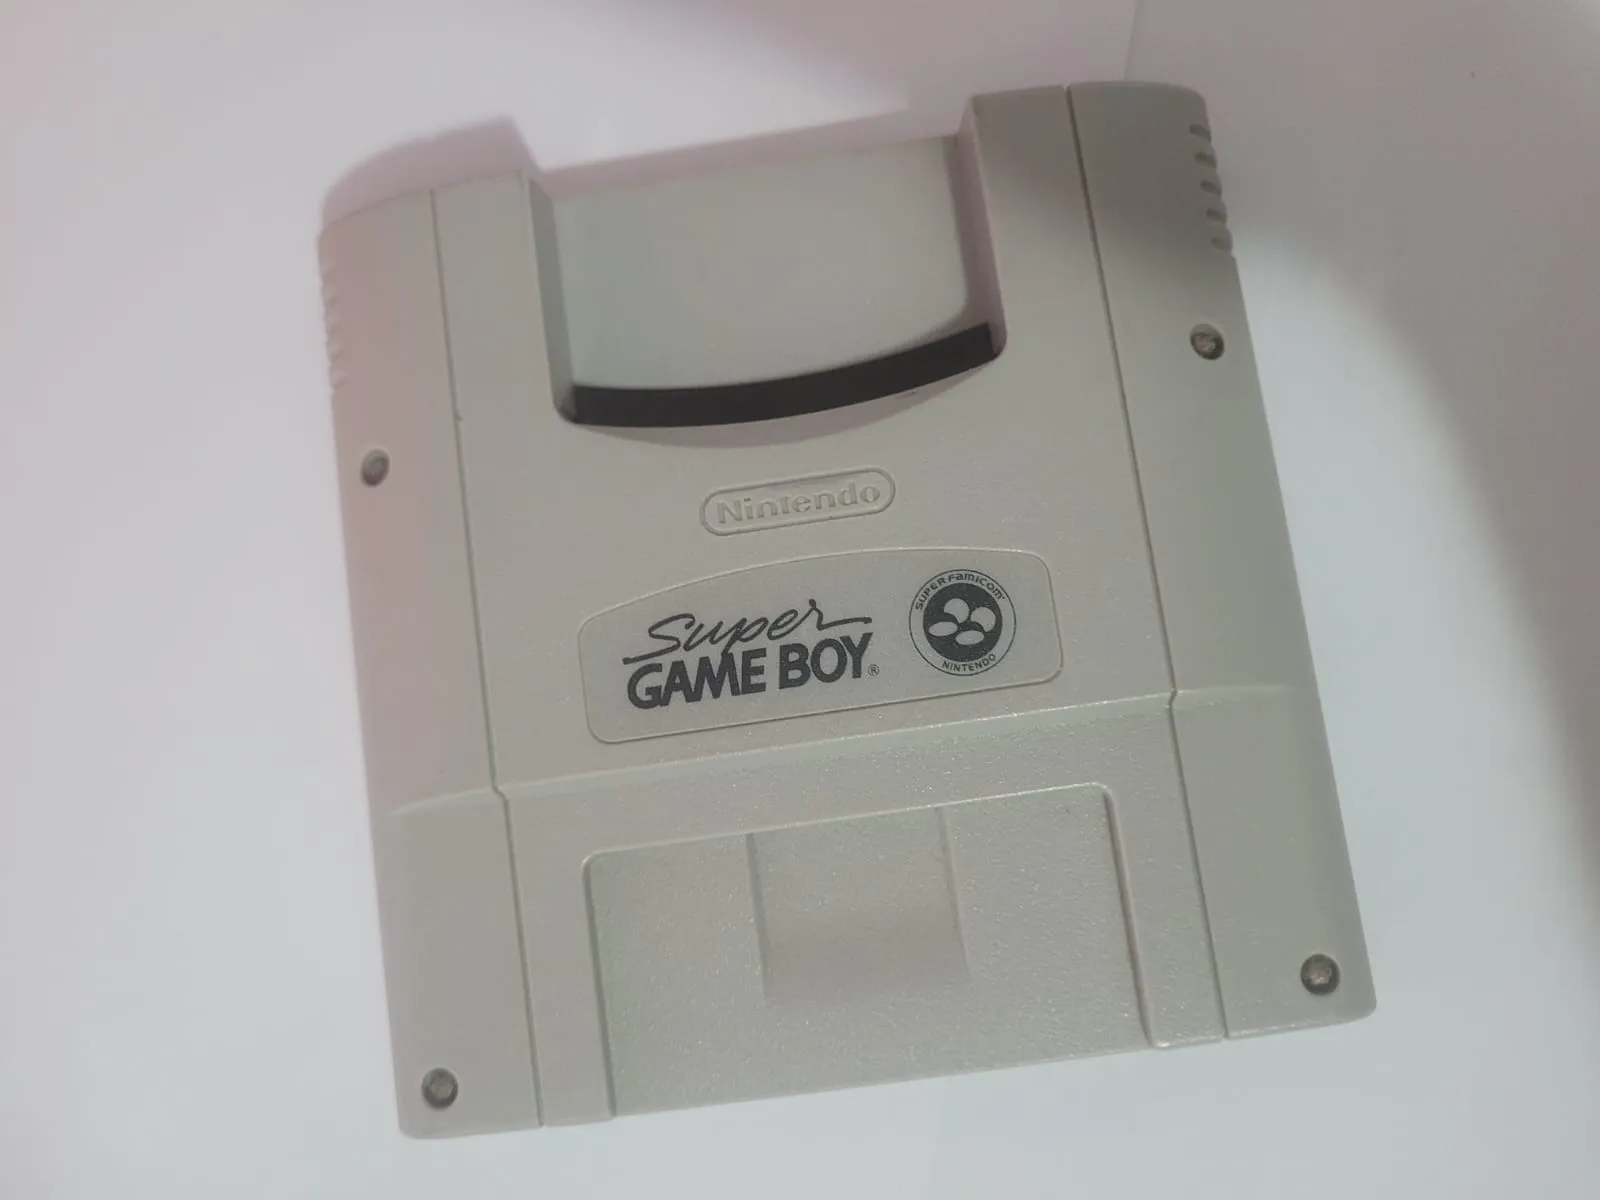 Nintendo
Super
GAME BOY®
SUPER FAMICOM
NINTENDO